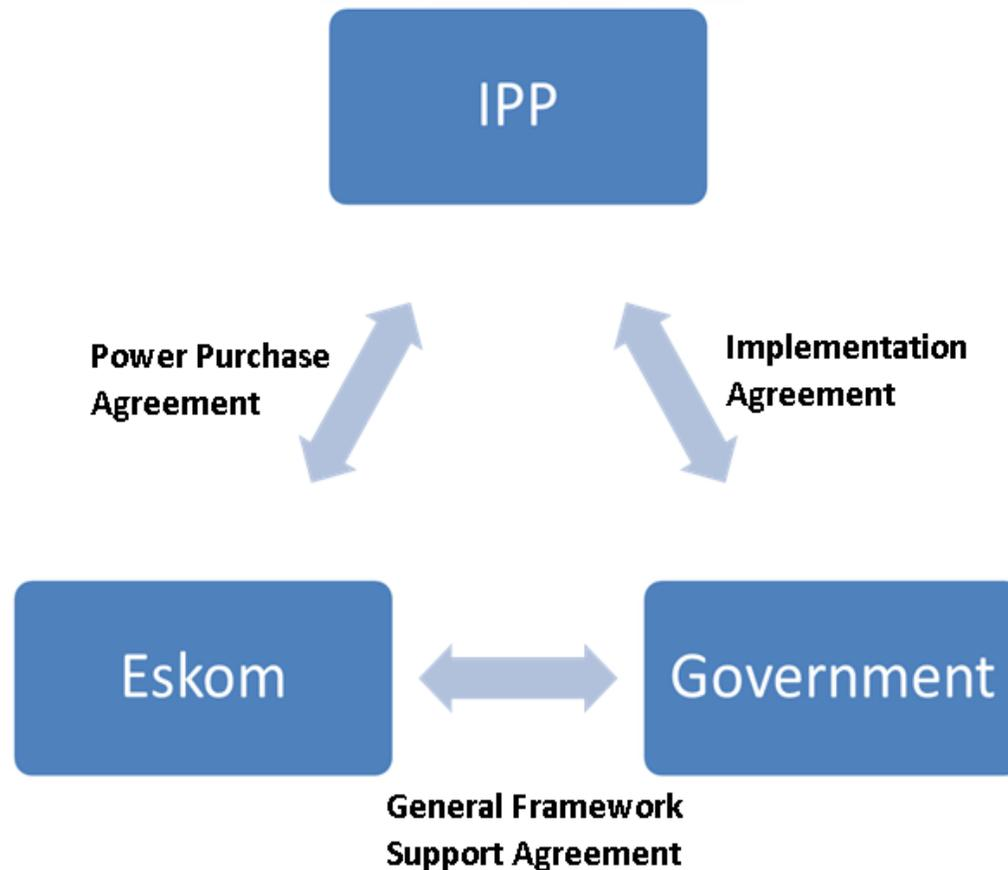 IPP
Power Purchase
Agreement
Implementation
Agreement
Eskom
Government
General Framework
Support Agreement